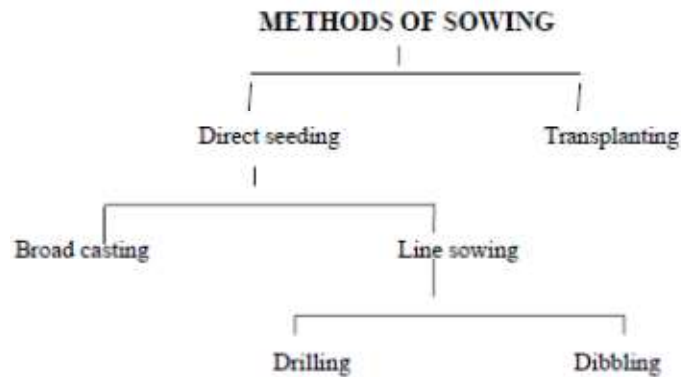 METHODS OF SOWING
Direct seeding
Transplanting
Broad casting
Line sowing
Drilling
Dibbling